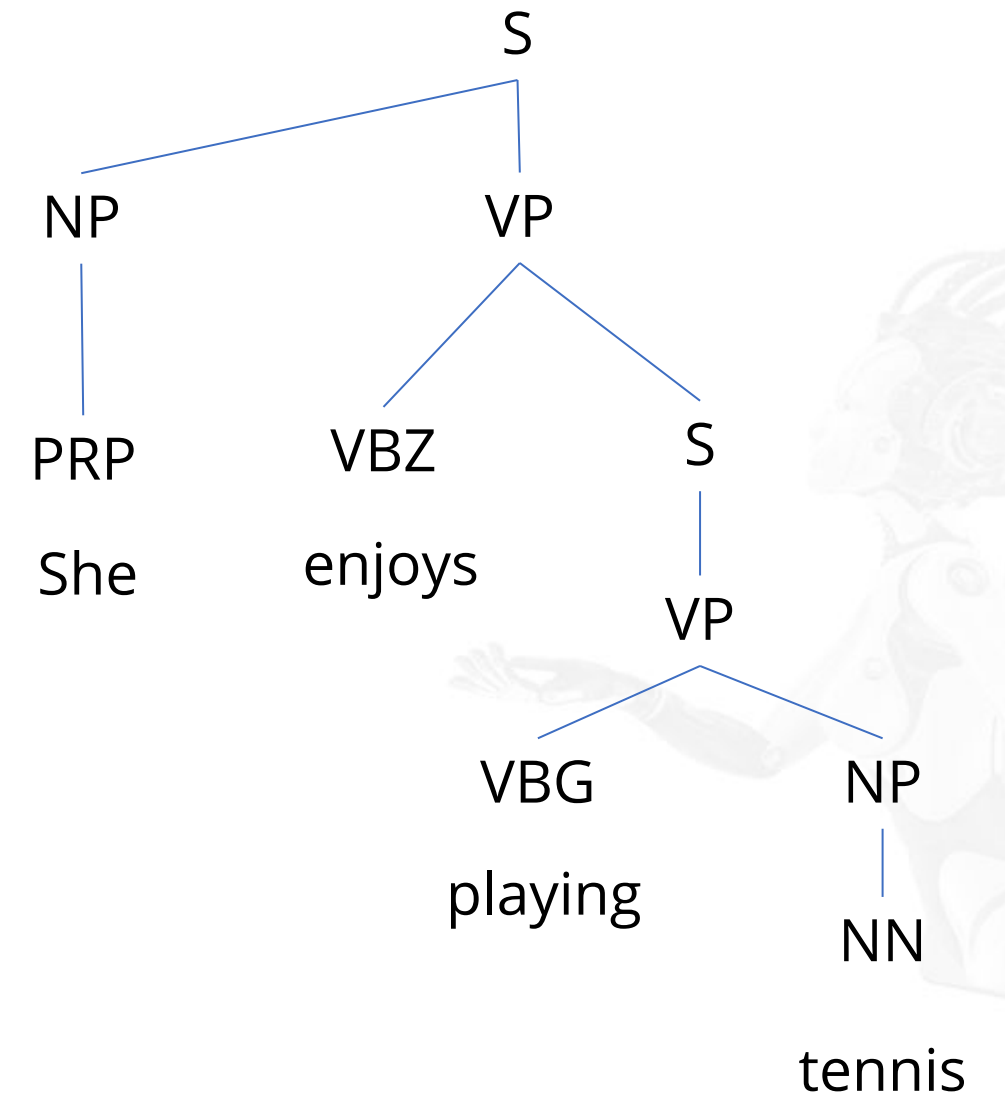 S
NP VP
PRP VBZ S
She enjoys
VP
VBG NP
playing
NN
tennis